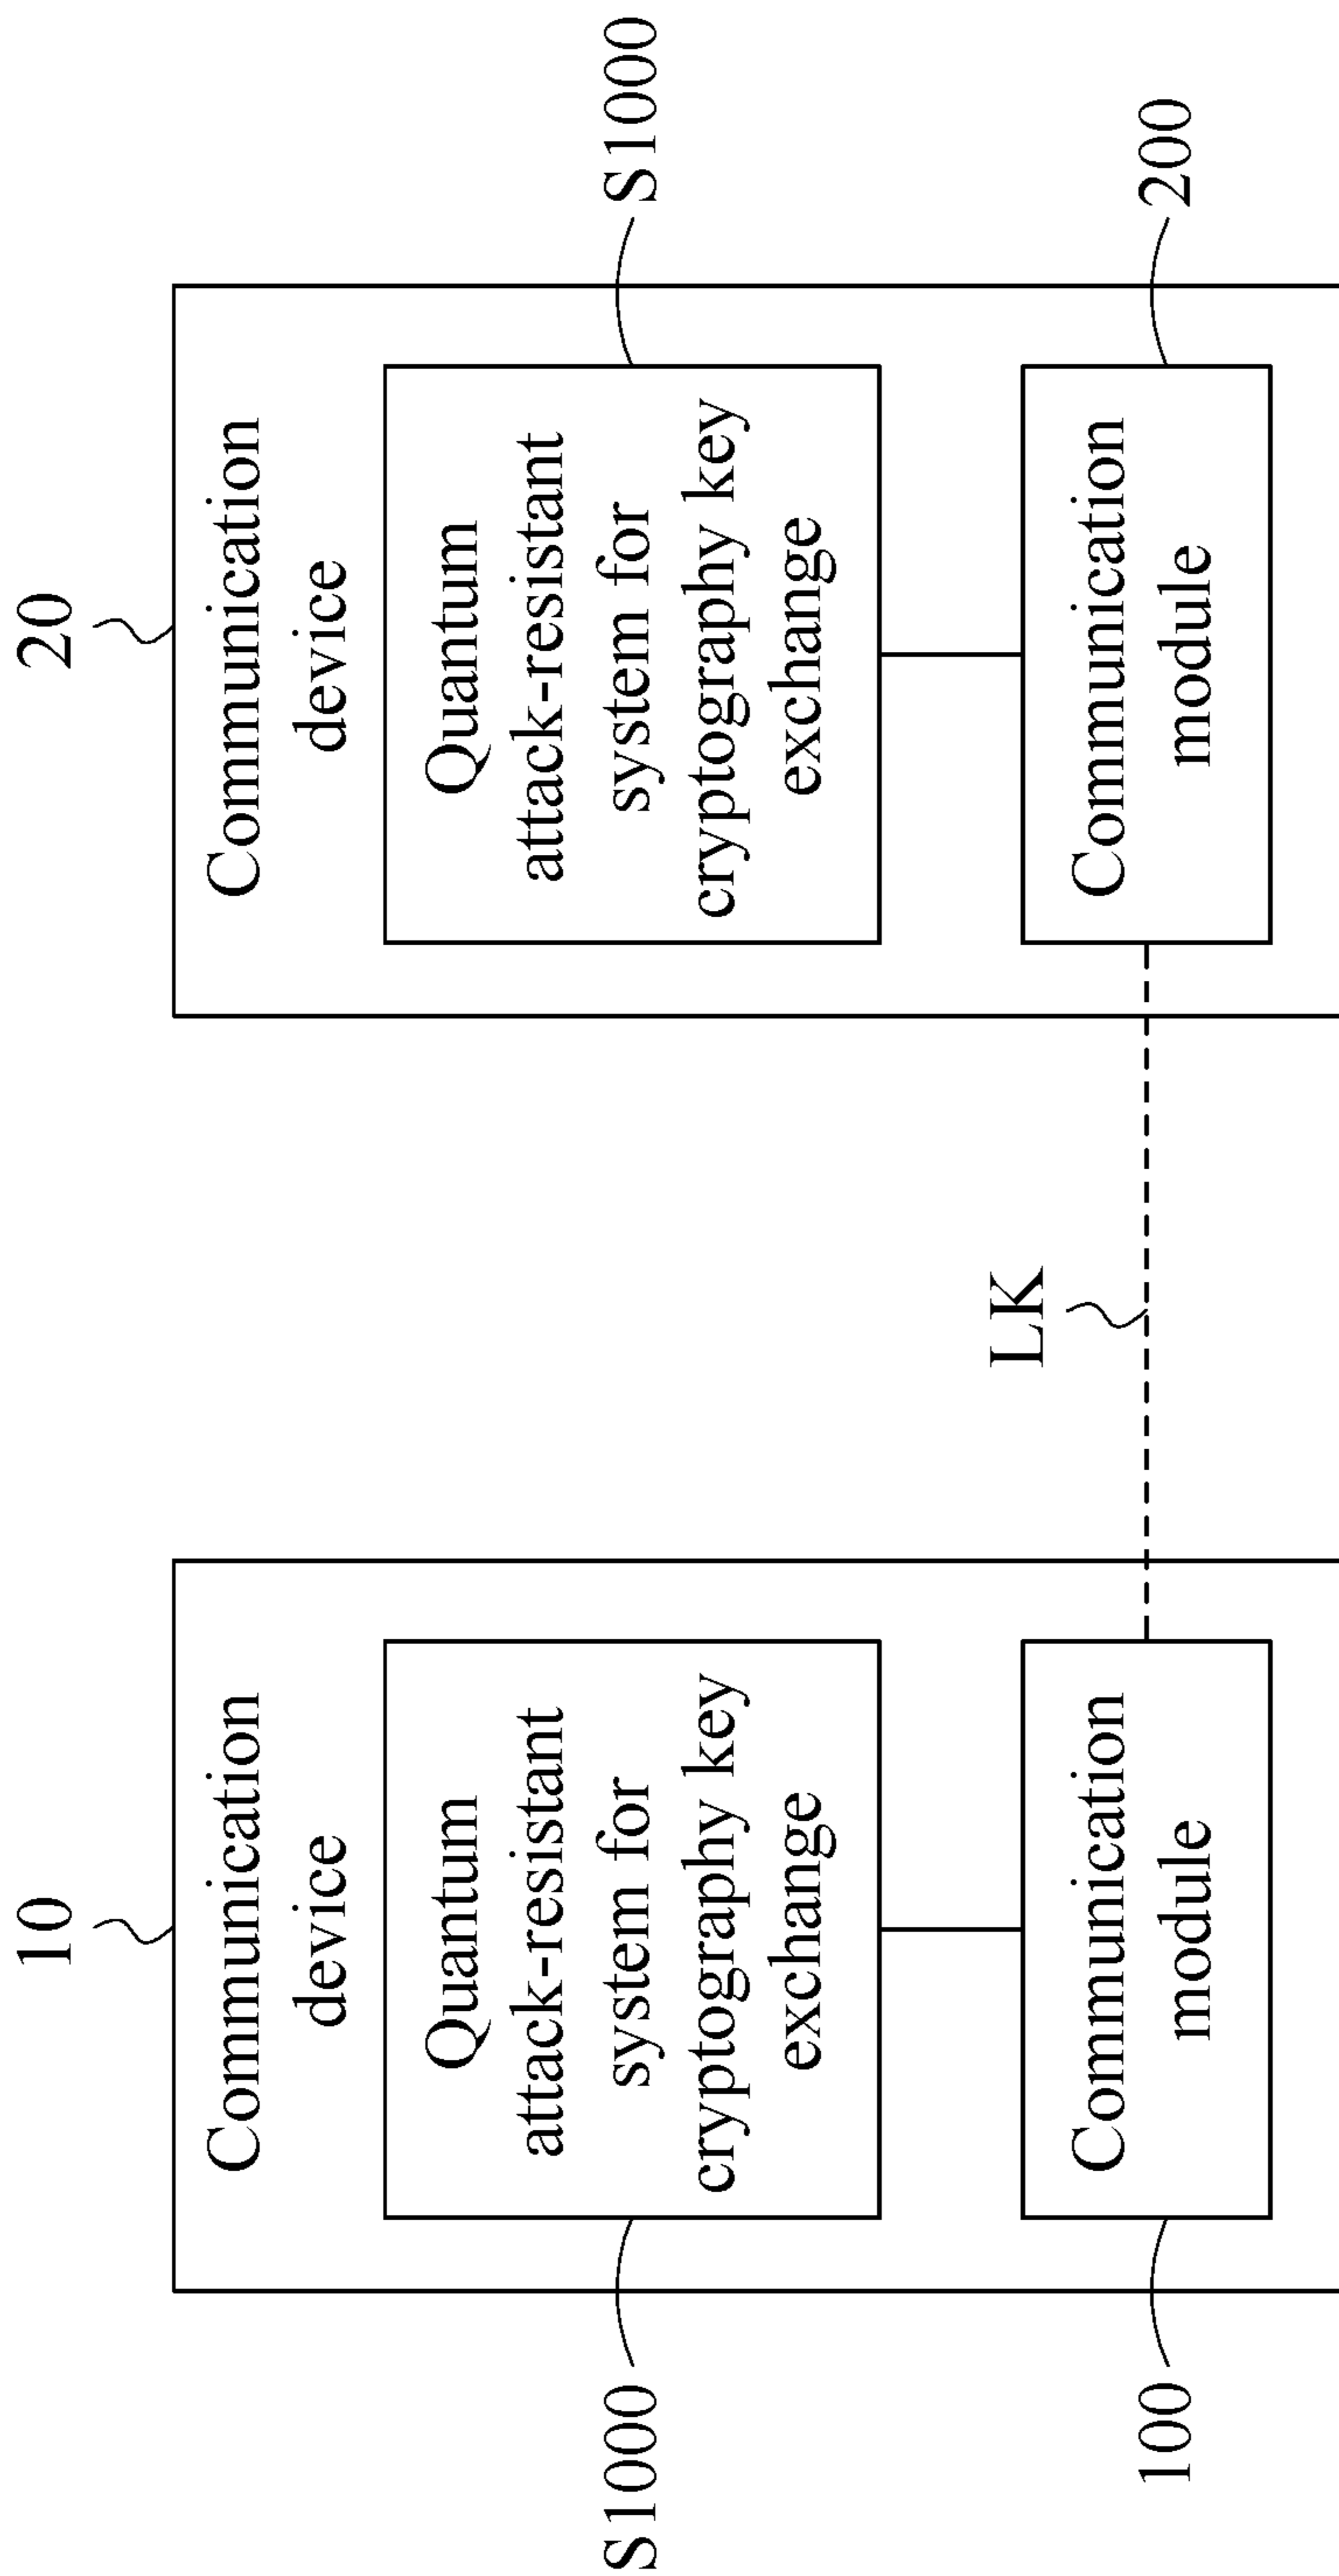 10
Communication
device
S1000
Quantum
attack-resistant
system for
cryptography key
exchange
100
Communication
module
LK
20
Communication
device
S1000
Quantum
attack-resistant
system for
cryptography key
exchange
200
Communication
module